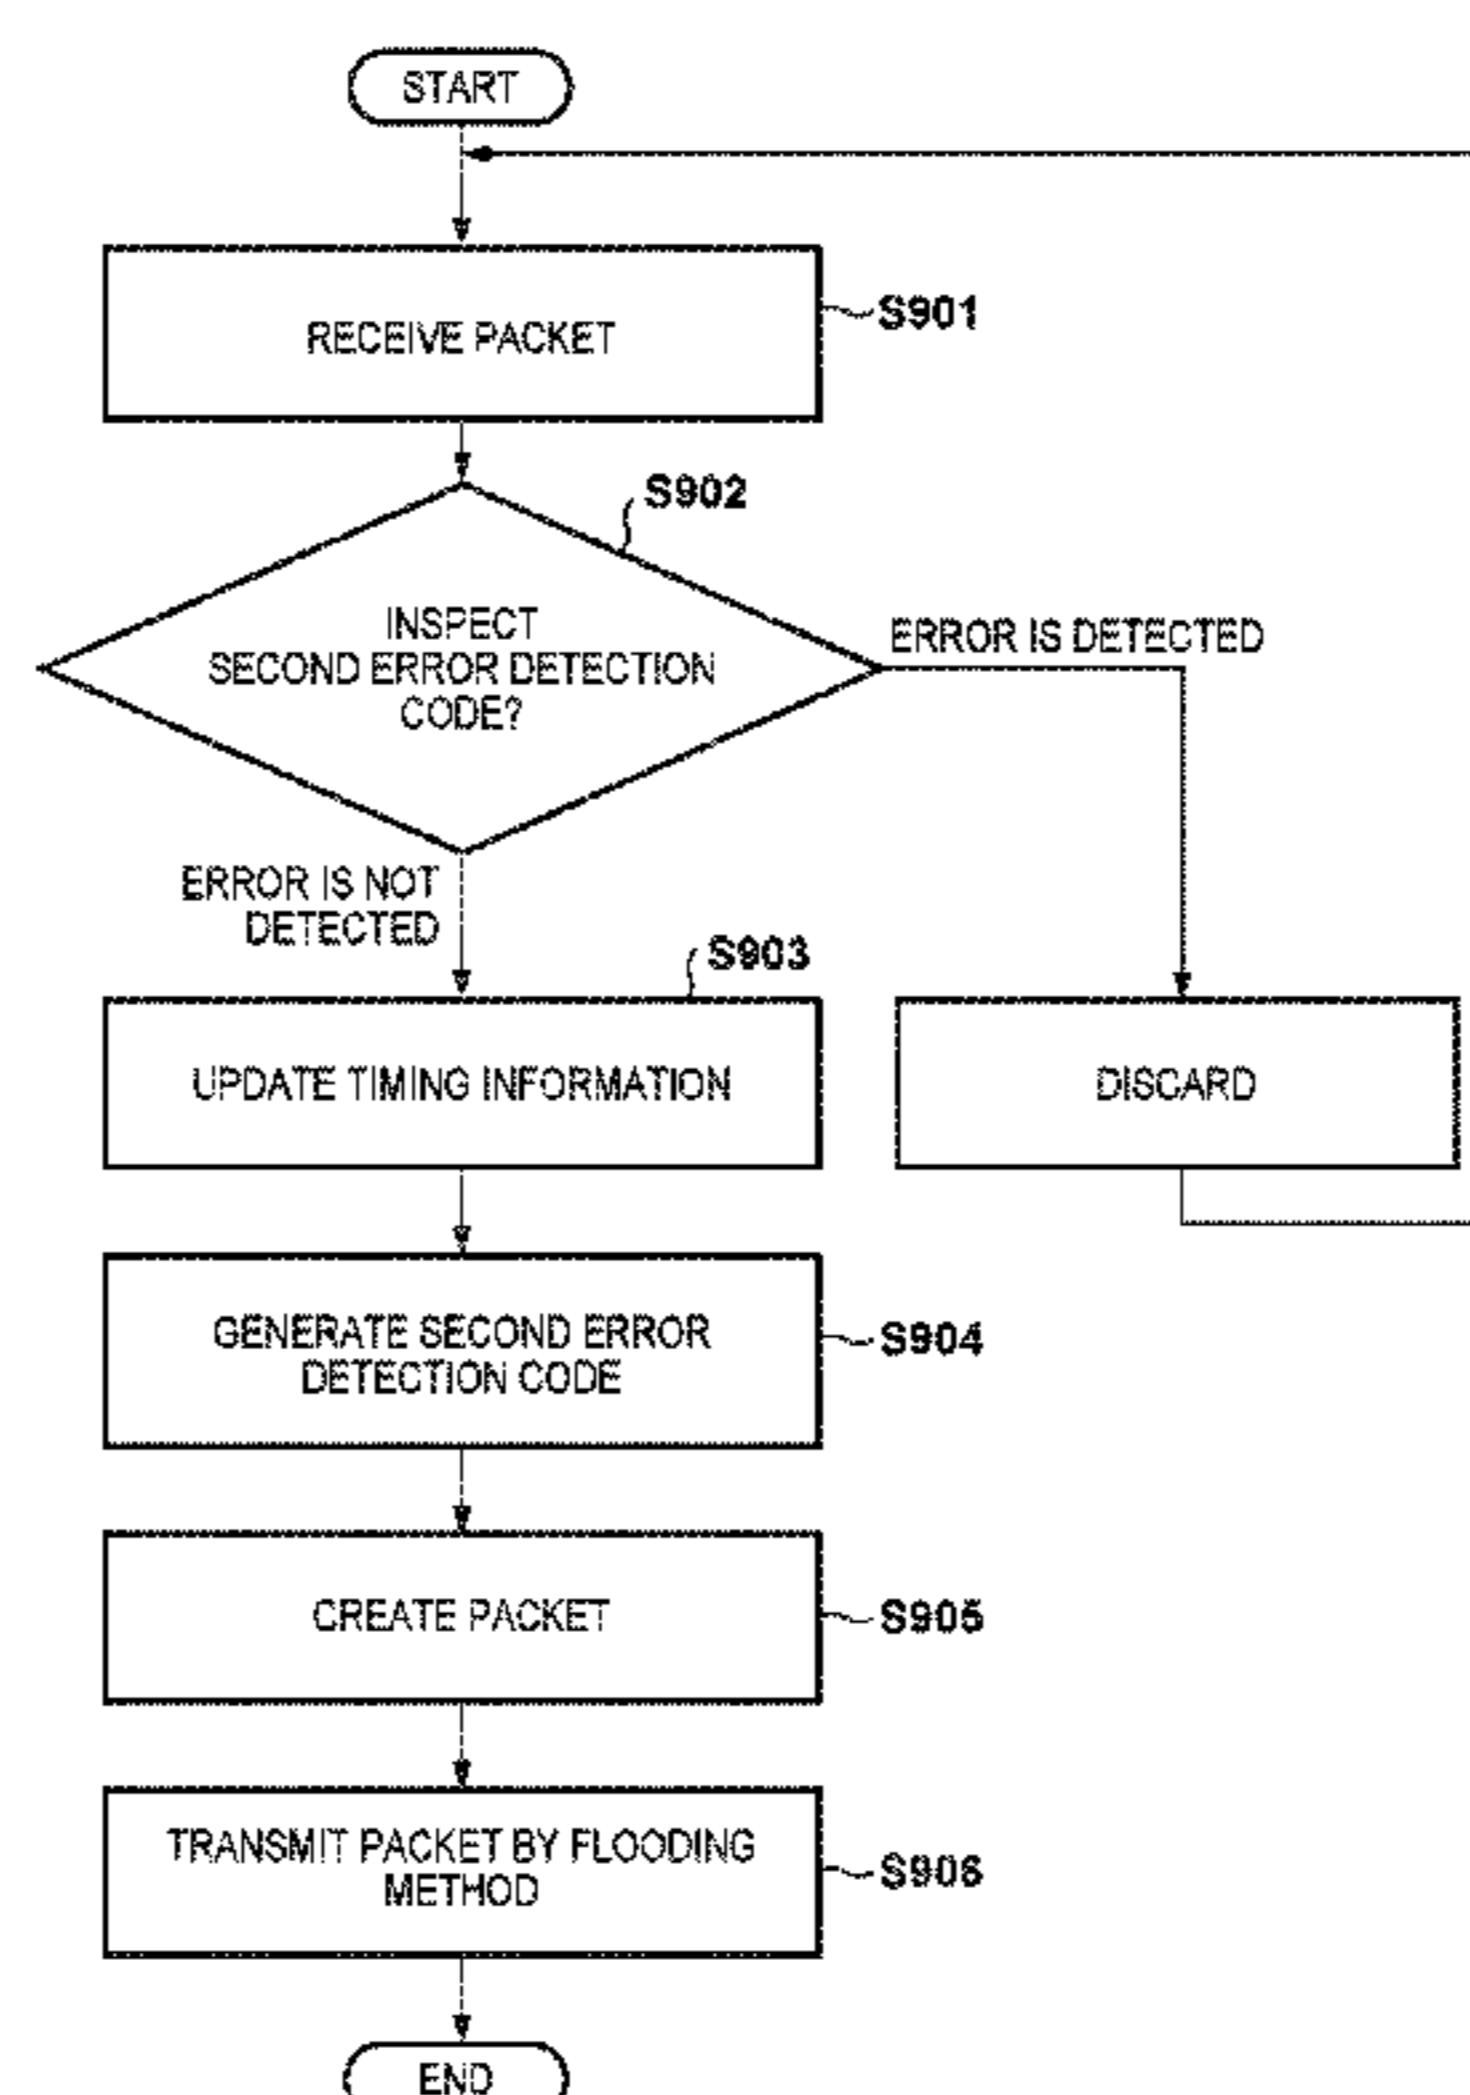 START
RECEIVE PACKET
S901
S902
INSPECT
SECOND ERROR DETECTION
CODE?
ERROR IS DETECTED
ERROR IS NOT
DETECTED
S903
UPDATE TIMING INFORMATION
DISCARD
GENERATE SECOND ERROR
DETECTION CODE
S904
CREATE PACKET
S905
TRANSMIT PACKET BY FLOODING
METHOD
S906
END